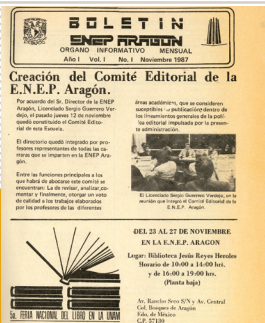 BOLETIN
ENEP ARAGON
ORGANO INFORMATIVO MENSUAL
Año I Vol. I No. I Noviembre 1987
Creación del Comité Editorial de la
E.N.E.P. Aragón.
Por acuerdo del Sr. Director de la ENEP
Aragón, Licenciado Sergio Guerrero Ver-
dejo, el pasado jueves 12 de noviembre
quedó constituido el Comité Edito-
rial de esta Escuela.
El directorio quedó integrado por pro-
fesores representantes de todas las ca-
rreras que se imparten en la ENEP Ara-
gón.
Entre las funciones principales a las
que habrá de abocarse este comité se
encuentran: La de revisar, analizar, co-
mentar y finalmente, otorgar un voto
de calidad a los trabajos elaborados
por los profesores de las diferentes
áreas académicas, que se consideren
susceptibles de publicación dentro de
los lineamientos generales de la polí-
tica editorial impulsada por la presen-
te administración.
El Licenciado Sergio Guerrero Verdejo, en la
reunión que integró el Comité Editorial de la
E.N.E.P. Aragón.
5a. FERIA NACIONAL DEL LIBRO EN LA UNAM
DEL 23 AL 27 DE NOVIEMBRE
EN LA E.N.E.P. ARAGON
Lugar: Biblioteca Jesús Reyes Heroles
Horario de 10:00 a 14:00 hrs.
y de 16:00 a 19:00 hrs.
(Planta baja)
Av. Rancho Seco S/N y Av. Central
Col. Bosques de Aragón
Edo. de México
C.P. 57130